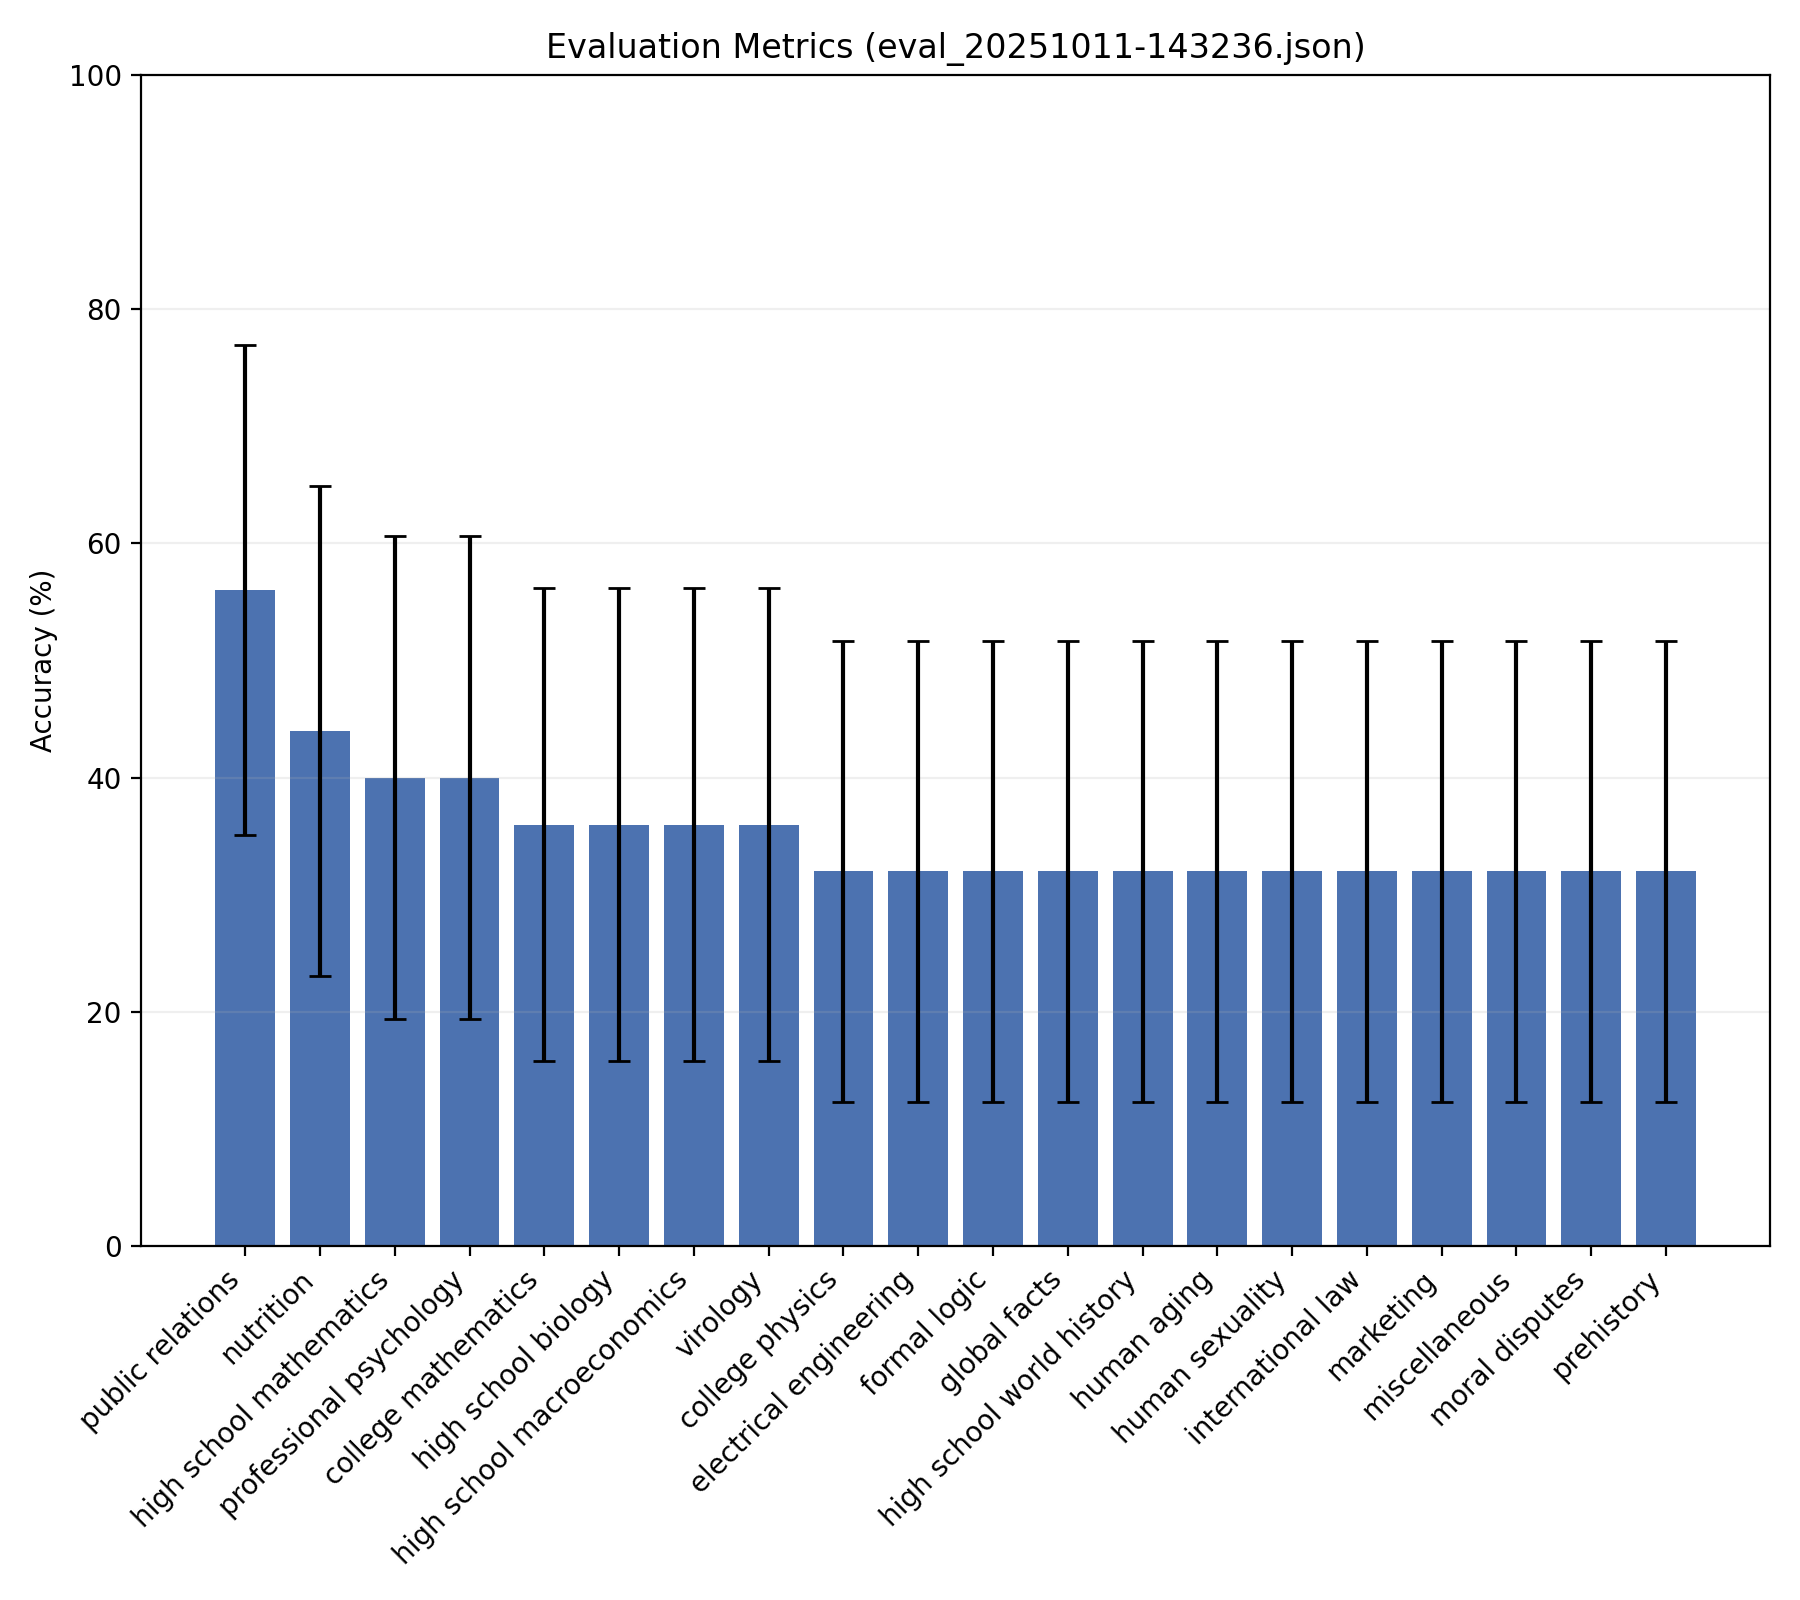 Evaluation Metrics (eval_20251011-143236.json)
100
80
60
40
20
0
Accuracy (%)
public relations
nutrition
high school mathematics
professional psychology
college mathematics
high school biology
high school macroeconomics
virology
college physics
electrical engineering
formal logic
global facts
high school world history
human aging
human sexuality
international law
marketing
miscellaneous
moral disputes
prehistory